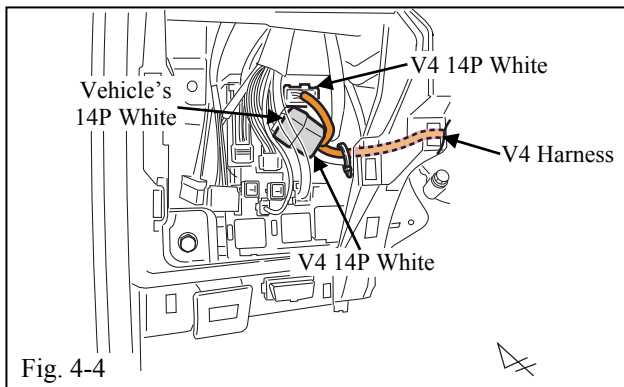 V4 14P White
Vehicle’s
14P White
V4 Harness
V4 14P White
Fig. 4-4